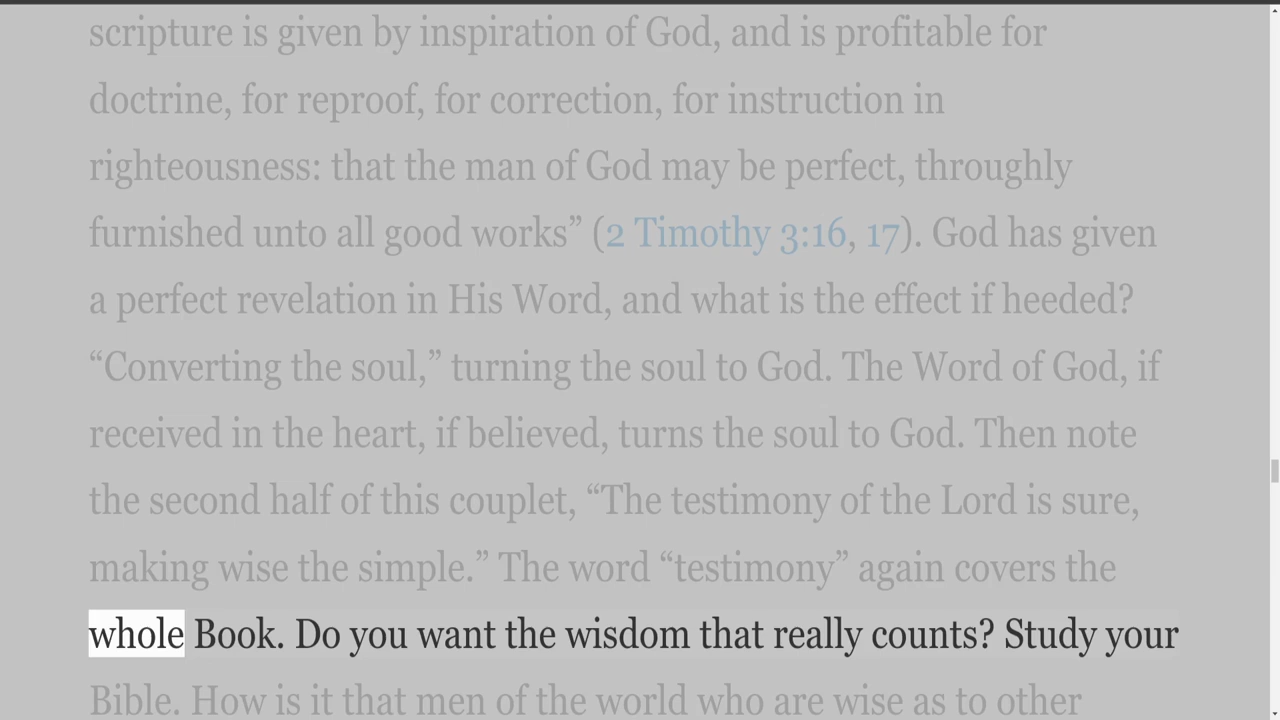 scripture is given by inspiration of God, and is profitable for
doctrine, for reproof, for correction, for instruction in
righteousness: that the man of God may be perfect, throughly
furnished unto all good works” (2 Timothy 3:16, 17). God has given
a perfect revelation in His Word, and what is the effect if heeded?
“Converting the soul,” turning the soul to God. The Word of God, if
received in the heart, if believed, turns the soul to God. Then note
the second half of this couplet, “The testimony of the Lord is sure,
making wise the simple.” The word “testimony” again covers the
whole Book. Do you want the wisdom that really counts? Study your
Bible. How is it that men of the world who are wise as to other